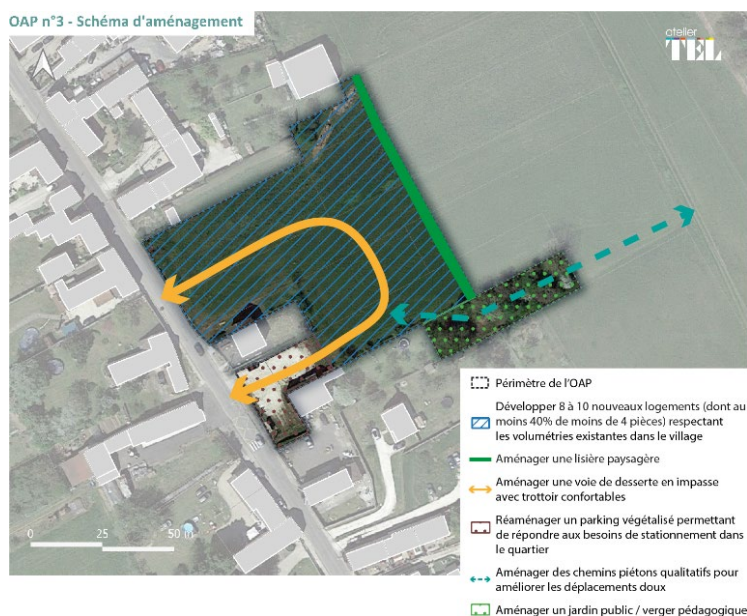 OAP n°3 - Schéma d'aménagement
atelier
TEL
Périmètre de l'OAP
Développer 8 à 10 nouveaux logements (dont au
moins 40% de moins de 4 pièces) respectant
les volumétries existantes dans le village
Aménager une lisière paysagère
Aménager une voie de desserte en impasse
avec trottoir confortables
Réaménager un parking végétalisé permettant
de répondre aux besoins de stationnement dans
le quartier
Aménager des chemins piétons qualitatifs pour
améliorer les déplacements doux
Aménager un jardin public / verger pédagogique
0 25 50 m